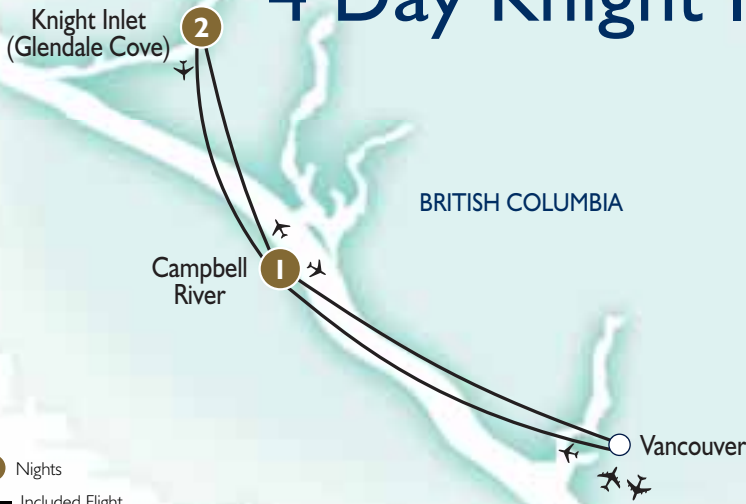 4 Day Knight I
Knight Inlet
(Glendale Cove)
2
BRITISH COLUMBIA
Campbell
River
1
Vancouver
Nights
Included Flight